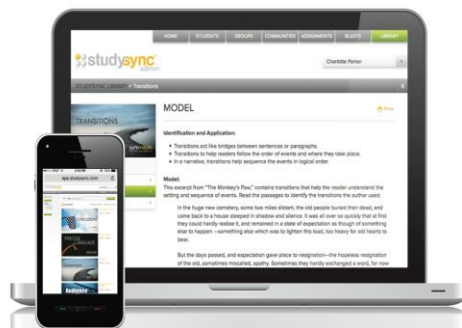 HOME STUDENTS GROUPS COMMUNITIES ASSIGNMENTS BLASTS LIBRARY
studysync
Charlotte Parker
STUDYSYNC LIBRARY > Transitions
TRANSITIONS
MODEL
Print
Identification and Application:
• Transitions act like bridges between sentences or paragraphs.
• Transitions help to readers follow the order of events and where they take place.
• In a narrative, transitions help sequence the events in logical order.
Model:
This excerpt from "The Monkey's Paw," contains transitions that help the reader understand the
setting and sequence of events. Read the passages to identify the transitions the author used.
In the huge new cemetery, some two miles distant, the old people buried their dead, and
came back to a house steeped in shadow and silence. It was all over so quickly that at first
they could hardly realize it, and remained in a state of expectation as though of something
else to happen —something else which was to lighten this load, too heavy for old hearts to
bear.
But the days passed, and expectation gave place to resignation—the hopeless resignation
of the old, sometimes miscalled, apathy. Sometimes they hardly exchanged a word, for now
app.studysync.com
PRECISE
LANGUAGE
Audience